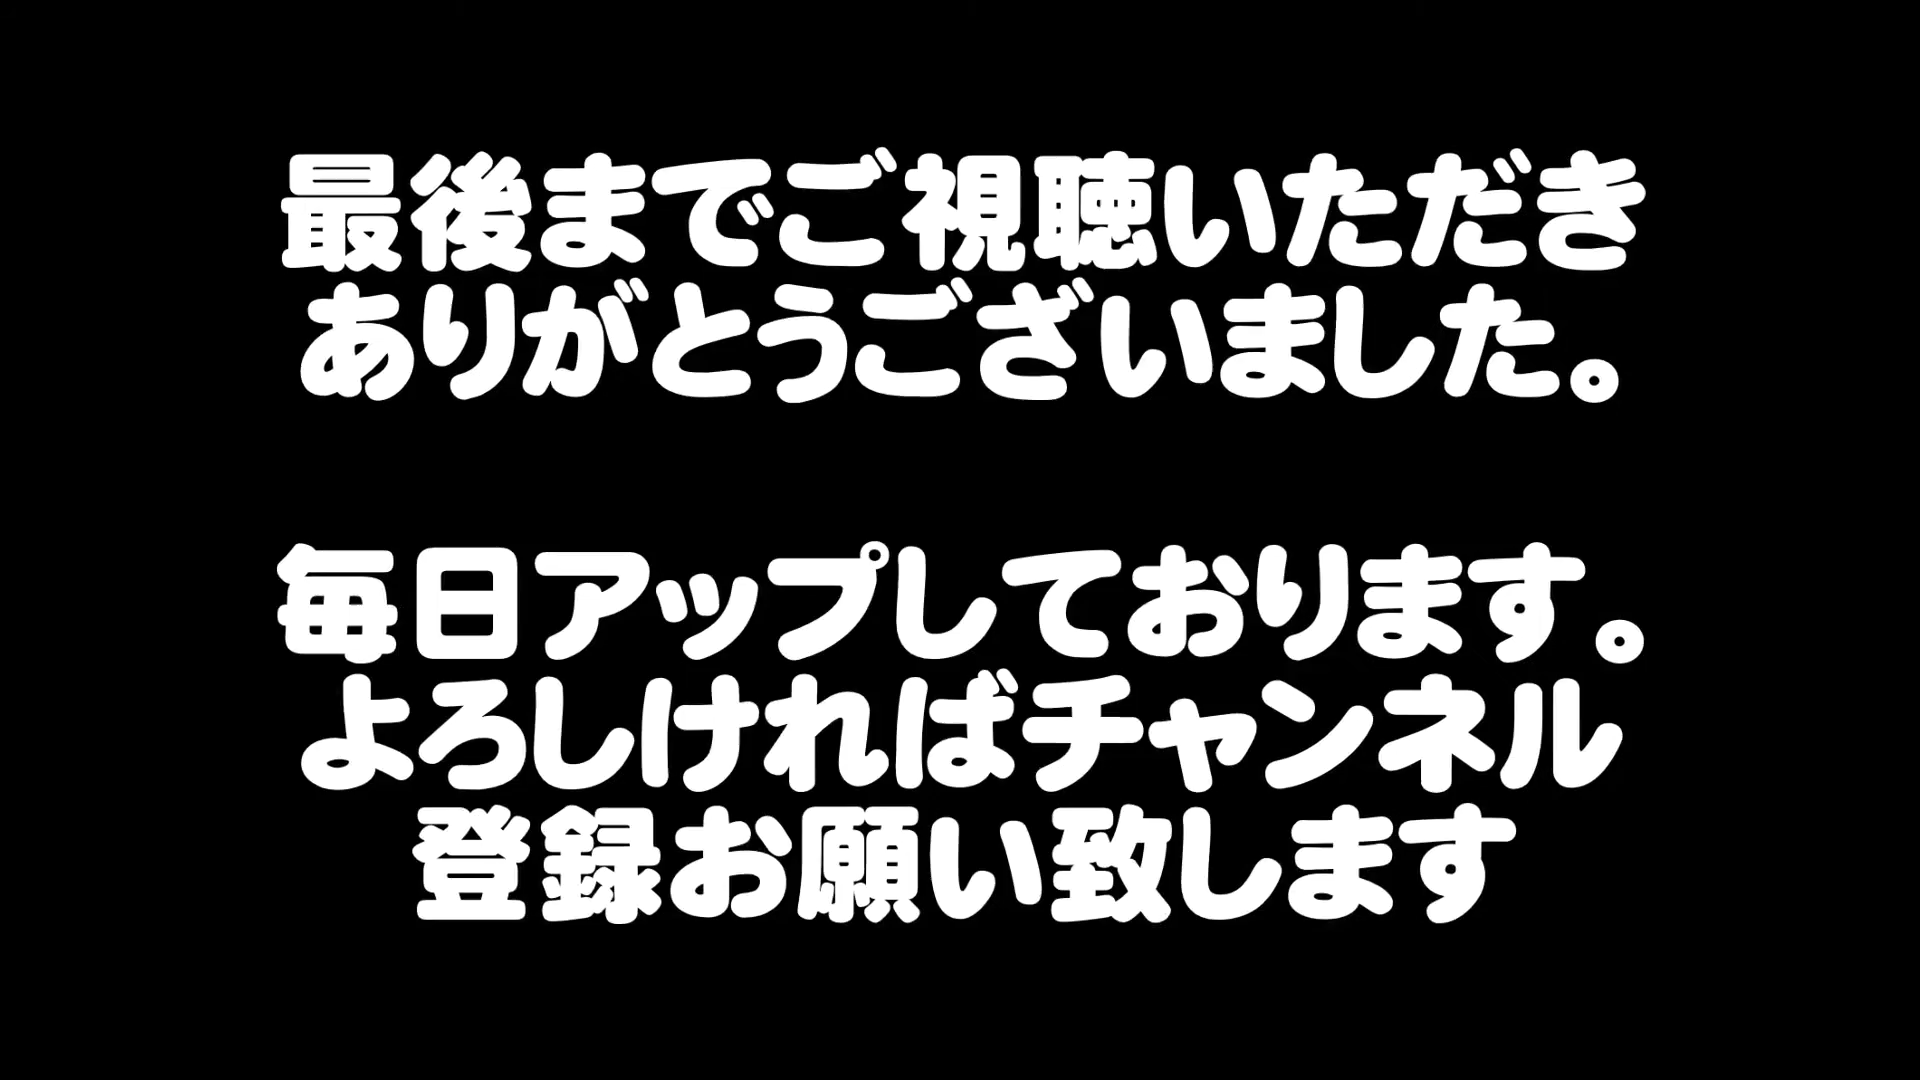 最後までご視聴いただき
ありがとうございました。
毎日アップしております。
よろしければチャンネル
登録お願い致します